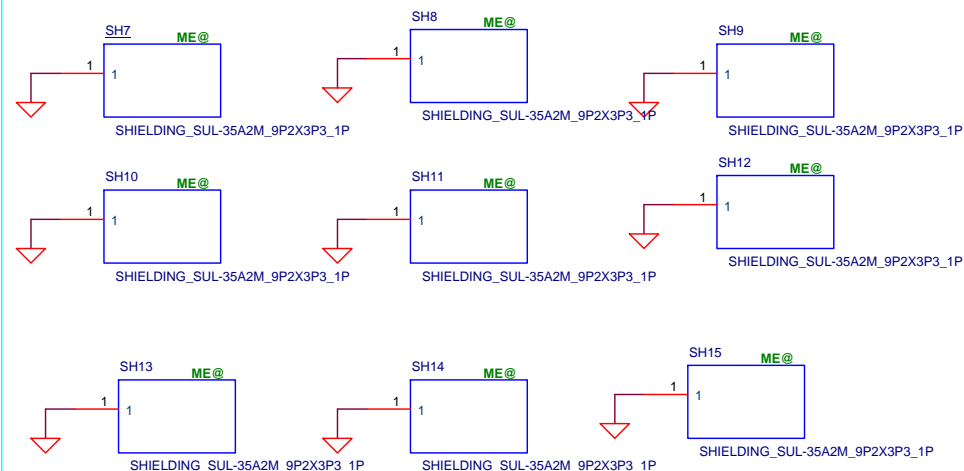 SH7 ME@
1 1
SHIELDING_SUL-35A2M_9P2X3P3_1P
SH8 ME@
1 1
SHIELDING_SUL-35A2M_9P2X3P3_1P
SH9 ME@
1 1
SHIELDING_SUL-35A2M_9P2X3P3_1P
SH10 ME@
1 1
SHIELDING_SUL-35A2M_9P2X3P3_1P
SH11 ME@
1 1
SHIELDING_SUL-35A2M_9P2X3P3_1P
SH12 ME@
1 1
SHIELDING_SUL-35A2M_9P2X3P3_1P
SH13 ME@
1 1
SHIELDING_SUL-35A2M_9P2X3P3_1P
SH14 ME@
1 1
SHIELDING_SUL-35A2M_9P2X3P3_1P
SH15 ME@
1 1
SHIELDING_SUL-35A2M_9P2X3P3_1P